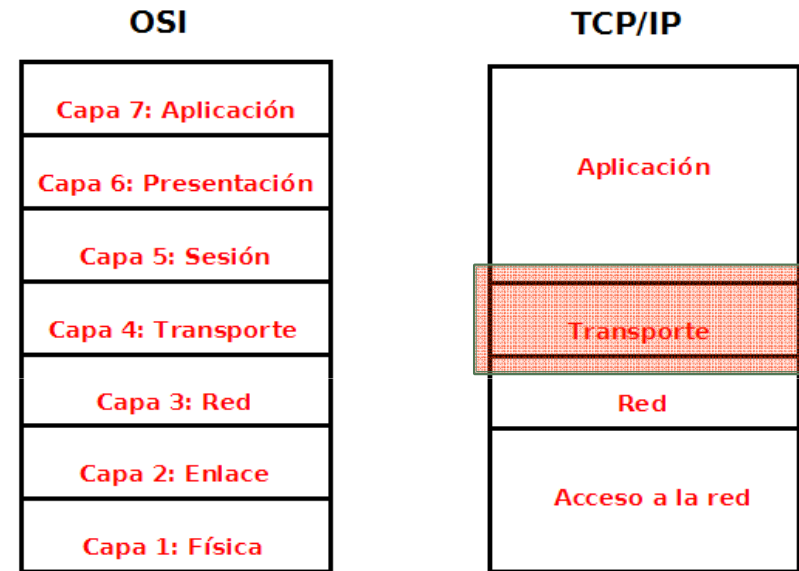 OSI
Capa 7: Aplicación
Capa 6: Presentación
Capa 5: Sesión
Capa 4: Transporte
Capa 3: Red
Capa 2: Enlace
Capa 1: Física
TCP/IP
Aplicación
Transporte
Red
Acceso a la red